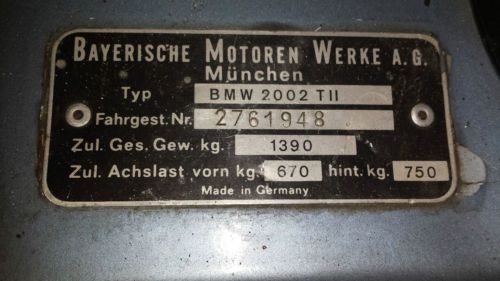 BAYERISCHE MOTOREN WERKE A.G.
München
Typ BMW 2002 TII
Fahrgest. Nr. 2761948
Zul. Ges. Gew. kg. 1390
Zul. Achslast vorn kg. 670 hint. kg. 750
Made in Germany